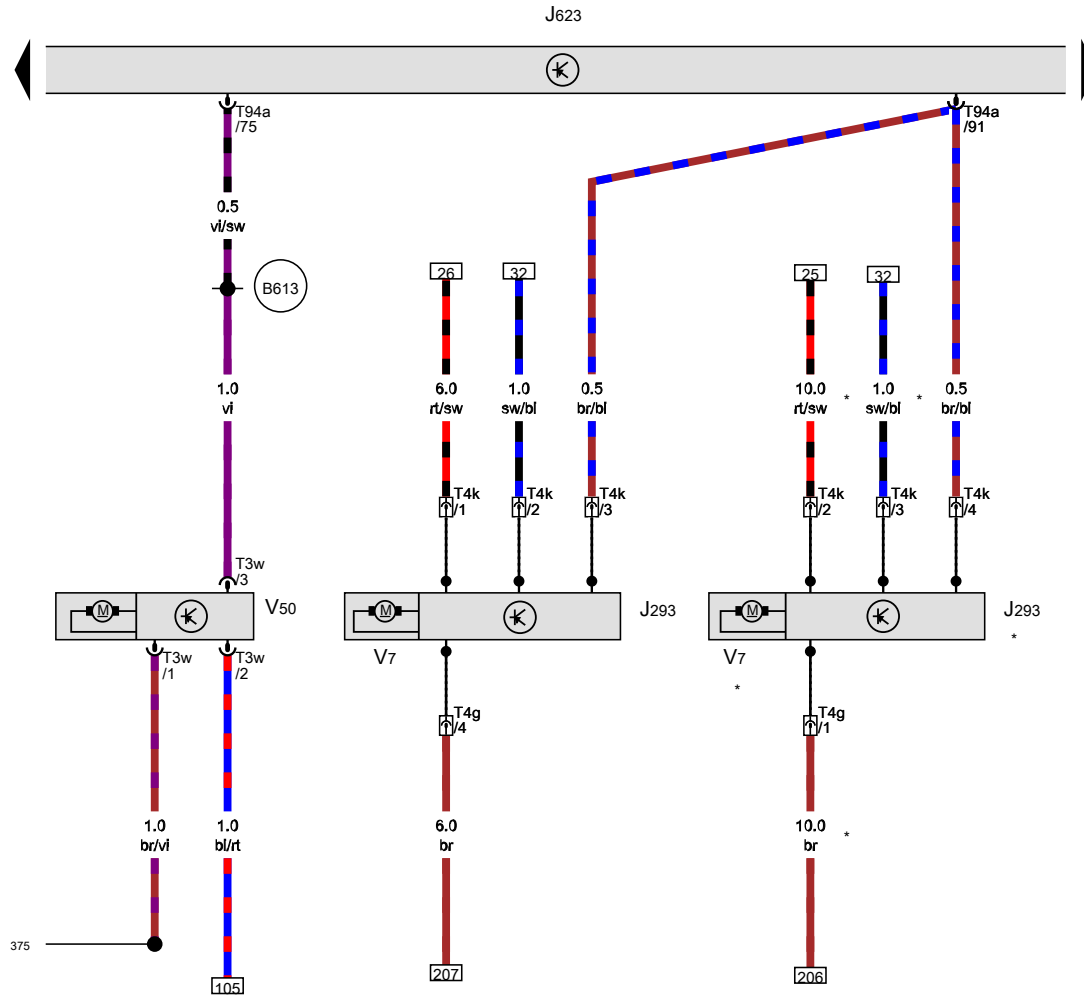 J623
T94a
/75
T94a
/91
0.5
vi/sw
B613
26
32
25
32
1.0
vi
6.0
rt/sw
1.0
sw/bl
0.5
br/bl
10.0
rt/sw
*
1.0
sw/bl
*
0.5
br/bl
T4k
/1
T4k
/2
T4k
/3
T4k
/2
T4k
/3
T4k
/4
T3w
/3
M
V50
M
J293
M
J293
*
T3w
/1
T3w
/2
V7
V7
*
T4g
/4
T4g
/1
1.0
br/vi
1.0
bl/rt
6.0
br
10.0
br
*
375
105
207
206